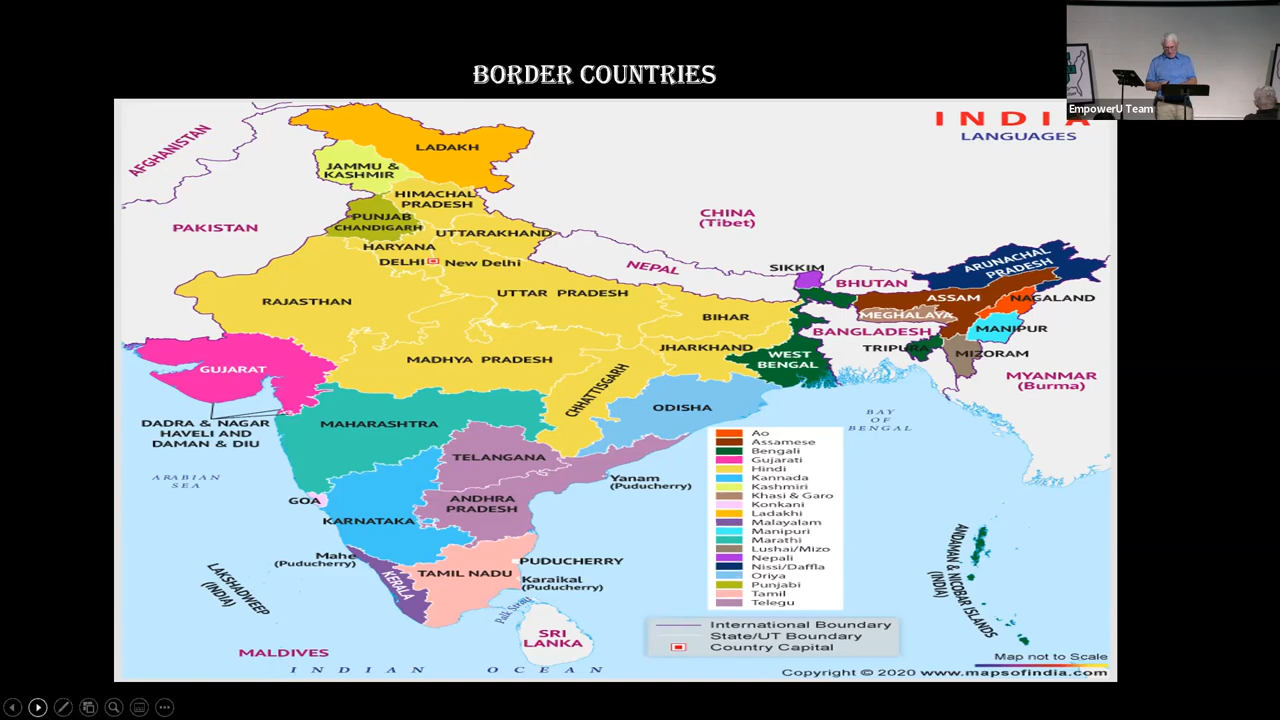 BORDER COUNTRIES
EmpowerU Team
INDIA
LANGUAGES
AFGHANISTAN
LADAKH
JAMMU &
KASHMIR
HIMACHAL
PRADESH
PAKISTAN
PUNJAB
CHANDIGARH
UTTARAKHAND
HARYANA
DELHI
New Delhi
CHINA
(Tibet)
NEPAL
SIKKIM
BHUTAN
ARUNACHAL
PRADESH
RAJASTHAN
UTTAR PRADESH
BIHAR
ASSAM
NAGALAND
MEGHALAYA
BANGLADESH
MANIPUR
TRIPURA
MIZORAM
MYANMAR
(Burma)
GUJARAT
MADHYA PRADESH
JHARKHAND
WEST
BENGAL
CHHATTISGARH
ODISHA
DADRA & NAGAR
HAVELI AND
DAMAN & DIU
MAHARASHTRA
BAY
OF
BENGAL
ARABIAN
SEA
TELANGANA
Yanam
(Puducherry)
GOA
ANDHRA
PRADESH
KARNATAKA
Mahe
(Puducherry)
KERALA
TAMIL NADU
PUDUCHERRY
Karaikal
(Puducherry)
LAKSHADWEEP
(INDIA)
Palk Strait
SRI
LANKA
MALDIVES
INDIAN OCEAN
ANDAMAN & NICOBAR ISLANDS
(INDIA)
Ao
Assamese
Bengali
Gujarati
Hindi
Kannada
Kashmiri
Khasi & Garo
Konkani
Ladakhi
Malayalam
Manipuri
Marathi
Lushai/Mizo
Nepali
Nissi/Daffla
Oriya
Punjabi
Tamil
Telegu
International Boundary
State/UT Boundary
Country Capital
Map not to Scale
Copyright © 2020 www.mapsofindia.com